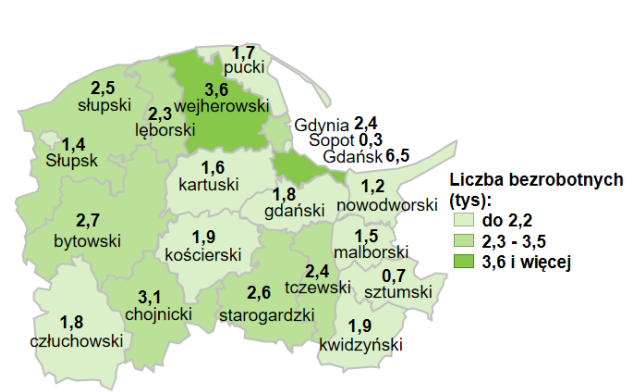 1,7
pucki
2,5
słupski
3,6
wejherowski
2,3
lęborski
Gdynia 2,4
Sopot 0,3
Gdańsk 6,5
1,4
Słupsk
1,6
kartuski
1,8
gdański
1,2
nowodworski
Liczba bezrobotnych
(tys):
do 2,2
2,3 - 3,5
3,6 i więcej
2,7
bytowski
1,9
kościerski
1,5
malborski
2,4
tczewski
0,7
sztumski
3,1
chojnicki
2,6
starogardzki
1,8
człuchowski
1,9
kwidzyński